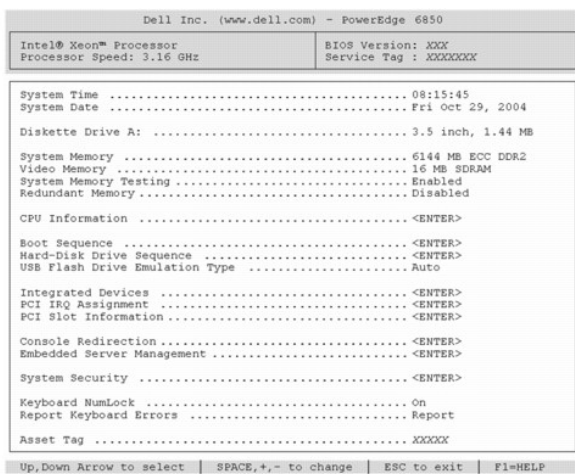 Dell Inc. (www.dell.com) - PowerEdge 6850
Intel® Xeon™ Processor
Processor Speed: 3.16 GHz
BIOS Version: XXX
Service Tag : XXXXXXX
System Time ........................................ 08:15:45
System Date ........................................ Fri Oct 29, 2004
Diskette Drive A: .................................. 3.5 inch, 1.44 MB
System Memory ...................................... 6144 MB ECC DDR2
Video Memory ....................................... 16 MB SDRAM
System Memory Testing .............................. Enabled
Redundant Memory ................................... Disabled
CPU Information .................................... <ENTER>
Boot Sequence ...................................... <ENTER>
Hard-Disk Drive Sequence ........................... <ENTER>
USB Flash Drive Emulation Type ..................... Auto
Integrated Devices ................................. <ENTER>
PCI IRQ Assignment ................................. <ENTER>
PCI Slot Information ............................... <ENTER>
Console Redirection ................................ <ENTER>
Embedded Server Management ......................... <ENTER>
System Security .................................... <ENTER>
Keyboard NumLock ................................... On
Report Keyboard Errors ............................. Report
Asset Tag .......................................... XXXXX
Up,Down Arrow to select | SPACE,+,- to change | ESC to exit | F1=HELP